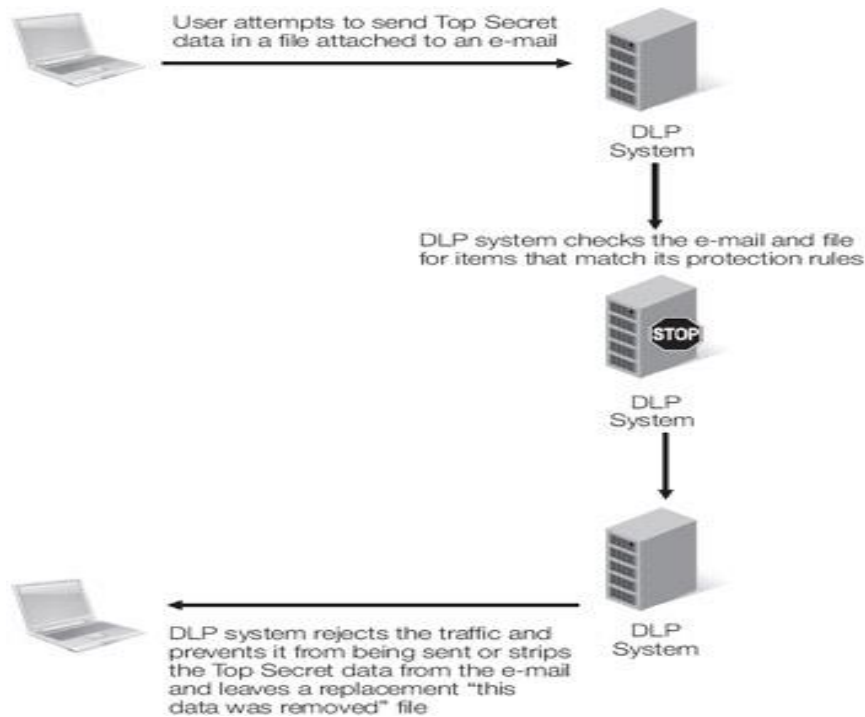 User attempts to send Top Secret
data in a file attached to an e-mail
DLP
System
DLP system checks the e-mail and file
for items that match its protection rules
STOP
DLP
System
DLP system rejects the traffic and
prevents it from being sent or strips
the Top Secret data from the e-mail
and leaves a replacement “this
data was removed” file
DLP
System